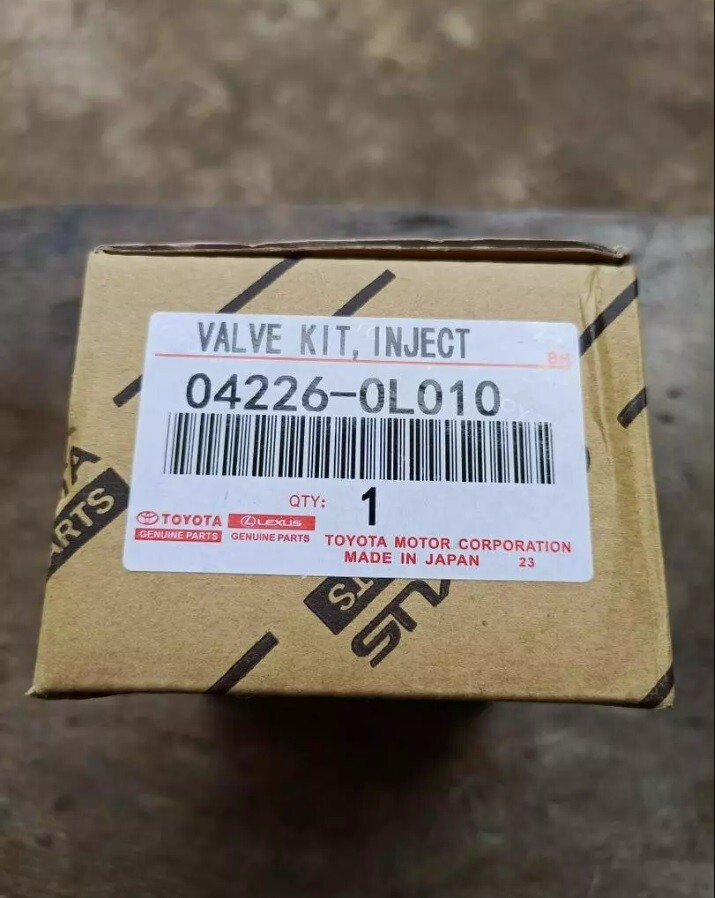 VALVE KIT, INJECT
BH
04226-0L010
QTY: 1
TOYOTA
GENUINE PARTS
LEXUS
GENUINE PARTS
TOYOTA MOTOR CORPORATION
MADE IN JAPAN 23
PARTS